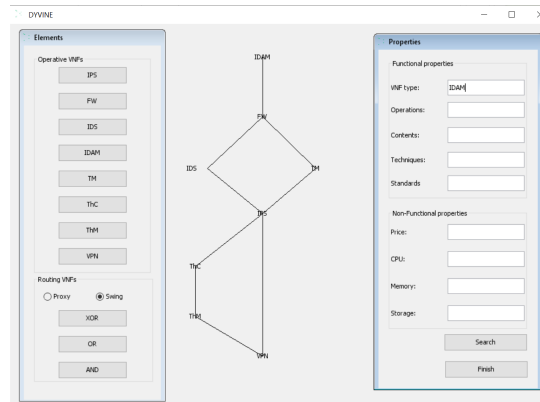 DYVINE
Elements
Operative VNFs
IPS
FW
IDS
IDAM
TM
ThC
ThM
VPN
Routing VNFs
Proxy
Swing
XOR
OR
AND
IDAM
FW
IDS
TM
IPS
ThC
ThM
VPN
Properties
Functional properties
VNF type:
IDAM
Operations:
Contents:
Techniques:
Standards
Non-Functional properties
Price:
CPU:
Memory:
Storage:
Search
Finish